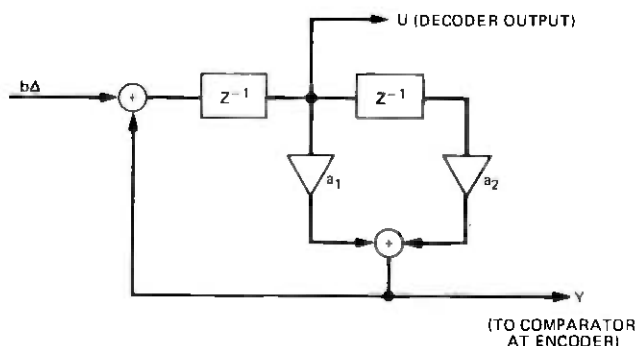 U (DECODER OUTPUT)
bΔ
+
Z⁻¹
Z⁻¹
a₁
a₂
+
Y
(TO COMPARATOR
AT ENCODER)